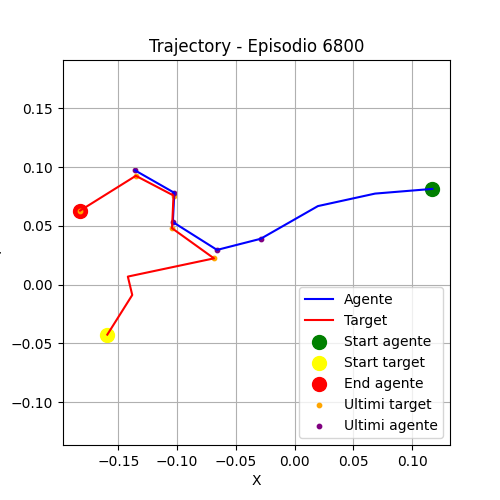 Trajectory - Episodio 6800
0.15
0.10
0.05
0.00
−0.05
−0.10
−0.15
−0.10
−0.05
0.00
0.05
0.10
X
Agente
Target
Start agente
Start target
End agente
Ultimi target
Ultimi agente